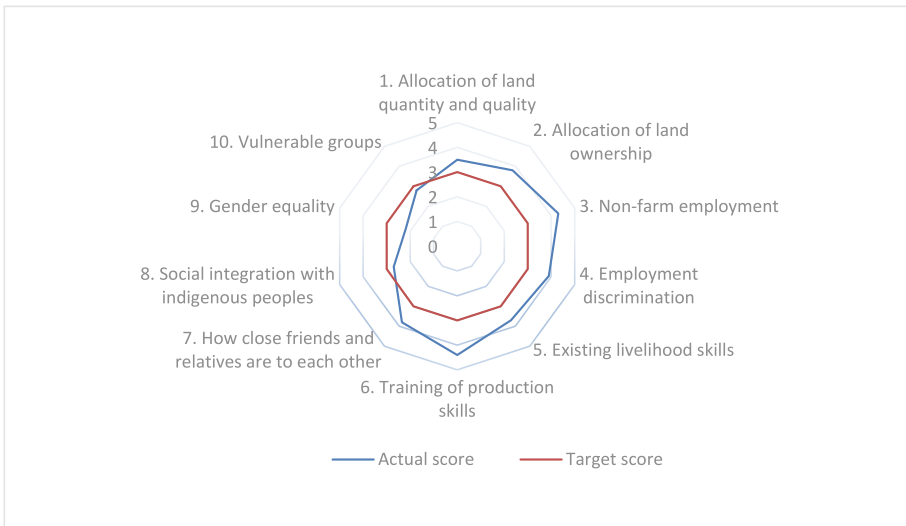 1. Allocation of land
quantity and quality
2. Allocation of land
ownership
3. Non-farm employment
4. Employment
discrimination
5. Existing livelihood skills
6. Training of production
skills
7. How close friends and
relatives are to each other
8. Social integration with
indigenous peoples
9. Gender equality
10. Vulnerable groups
5
4
3
2
1
0
Actual score
Target score